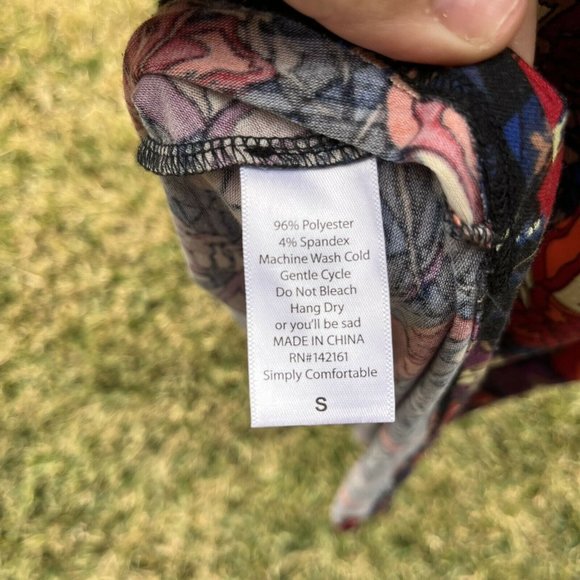 96% Polyester
4% Spandex
Machine Wash Cold
Gentle Cycle
Do Not Bleach
Hang Dry
or you'll be sad
MADE IN CHINA
RN#142161
Simply Comfortable
S